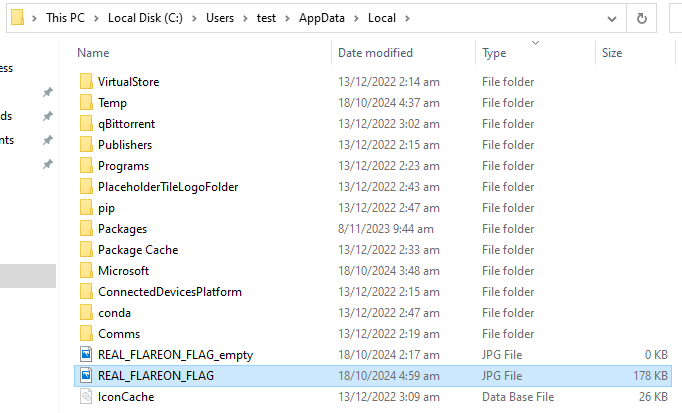 This PC > Local Disk (C:) > Users > test > AppData > Local >
Name Date modified Type Size
ess
VirtualStore 13/12/2022 2:14 am File folder
Temp 18/10/2024 4:37 am File folder
ds qBittorrent 13/12/2022 3:02 am File folder
nts Publishers 13/12/2022 2:15 am File folder
Programs 13/12/2022 2:23 am File folder
PlaceholderTileLogoFolder 13/12/2022 2:43 am File folder
pip 13/12/2022 2:47 am File folder
Packages 8/11/2023 9:44 am File folder
Package Cache 13/12/2022 2:33 am File folder
Microsoft 18/10/2024 3:48 am File folder
ConnectedDevicesPlatform 13/12/2022 2:15 am File folder
conda 13/12/2022 2:47 am File folder
Comms 13/12/2022 2:19 am File folder
REAL_FLAREON_FLAG_empty 18/10/2024 2:17 am JPG File 0 KB
REAL_FLAREON_FLAG 18/10/2024 4:59 am JPG File 178 KB
IconCache 13/12/2022 3:09 am Data Base File 26 KB